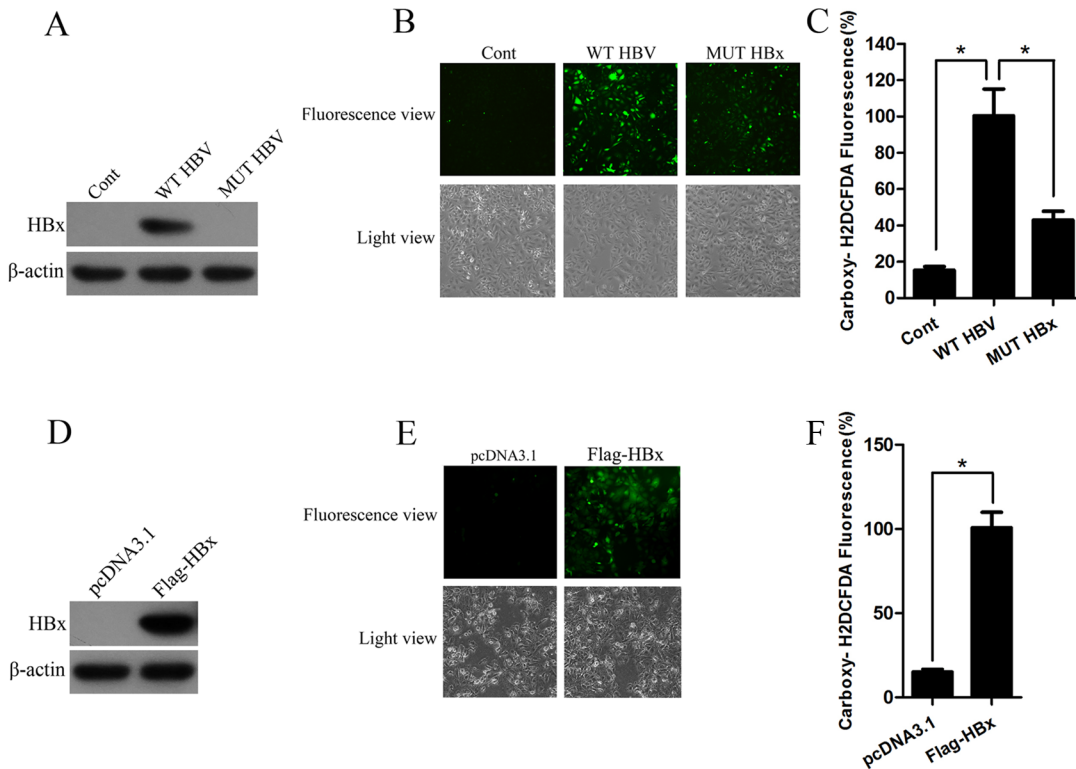 A
Cont
WT HBV
MUT HBV
HBx
β-actin
B
Cont
WT HBV
MUT HBx
Fluorescence view
Light view
C
Carboxy- H2DCFDA Fluorescence(%)
140
120
100
80
60
40
20
0
*
*
Cont
WT HBV
MUT HBx
D
pcDNA3.1
Flag-HBx
HBx
β-actin
E
pcDNA3.1
Flag-HBx
Fluorescence view
Light view
F
Carboxy- H2DCFDA Fluorescence(%)
150
100
50
0
*
pcDNA3.1
Flag-HBx